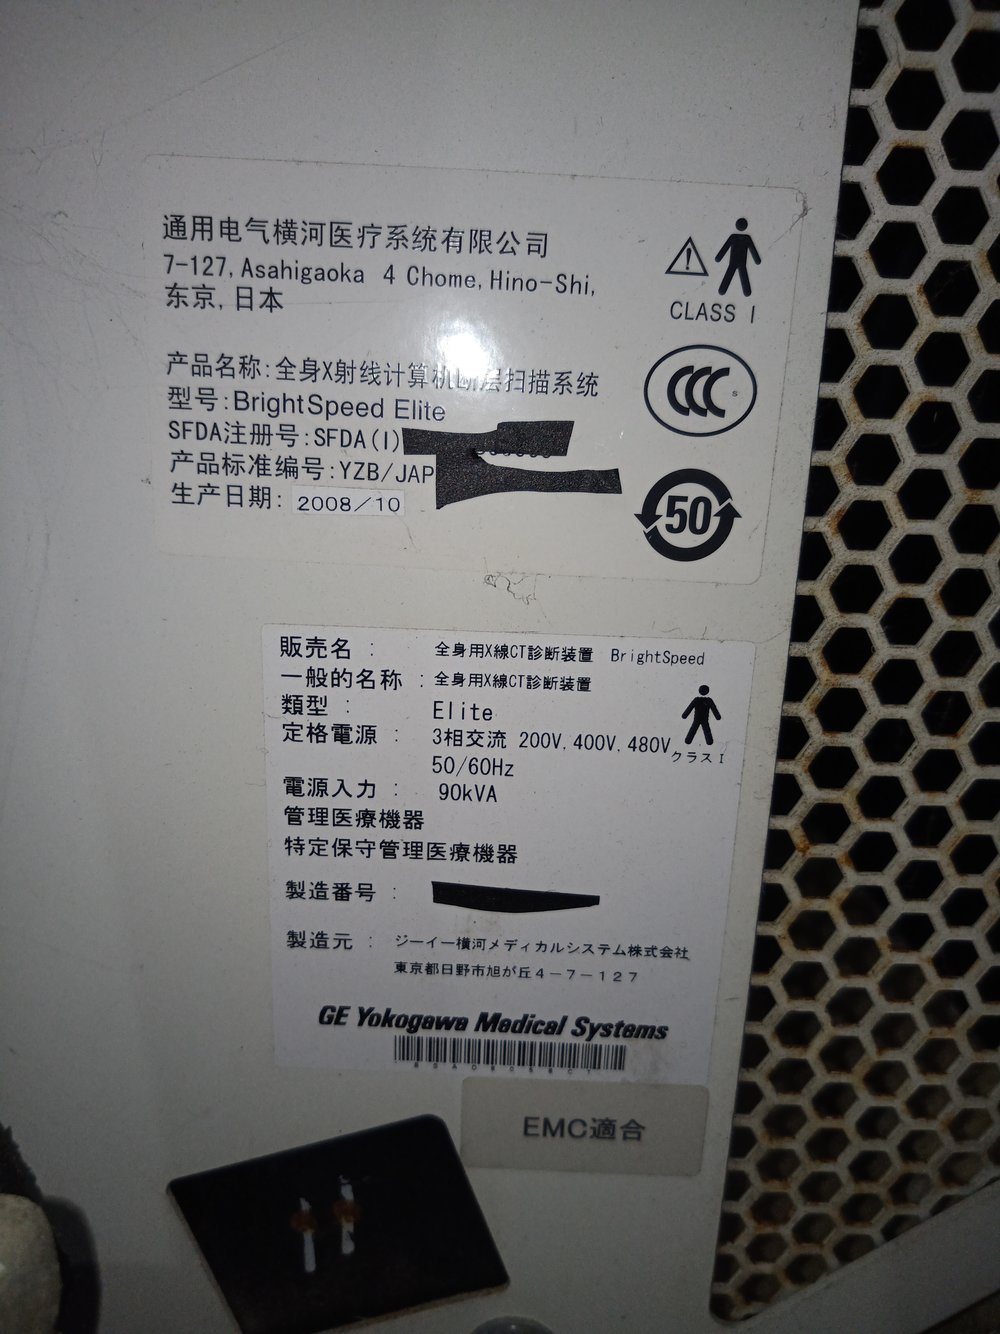 通用电气横河医疗系统有限公司
7-127, Asahigaoka 4 Chome, Hino-Shi,
东京, 日本
CLASS I
产品名称: 全身X射线计算机断层扫描系统
型号: BrightSpeed Elite
SFDA注册号: SFDA(I)
产品标准编号: YZB/JAP
生产日期: 2008/10
CCC S
50
販売名 : 全身用X線CT診断装置 BrightSpeed
一般的名称 : 全身用X線CT診断装置
類型 : Elite
定格電源 : 3相交流 200V, 400V, 480V
50/60Hz
クラスI
電源入力 : 90kVA
管理医療機器
特定保守管理医療機器
製造番号 :
製造元 : ジーイー横河メディカルシステム株式会社
東京都日野市旭が丘4-7-127
GE Yokogawa Medical Systems
EMC適合